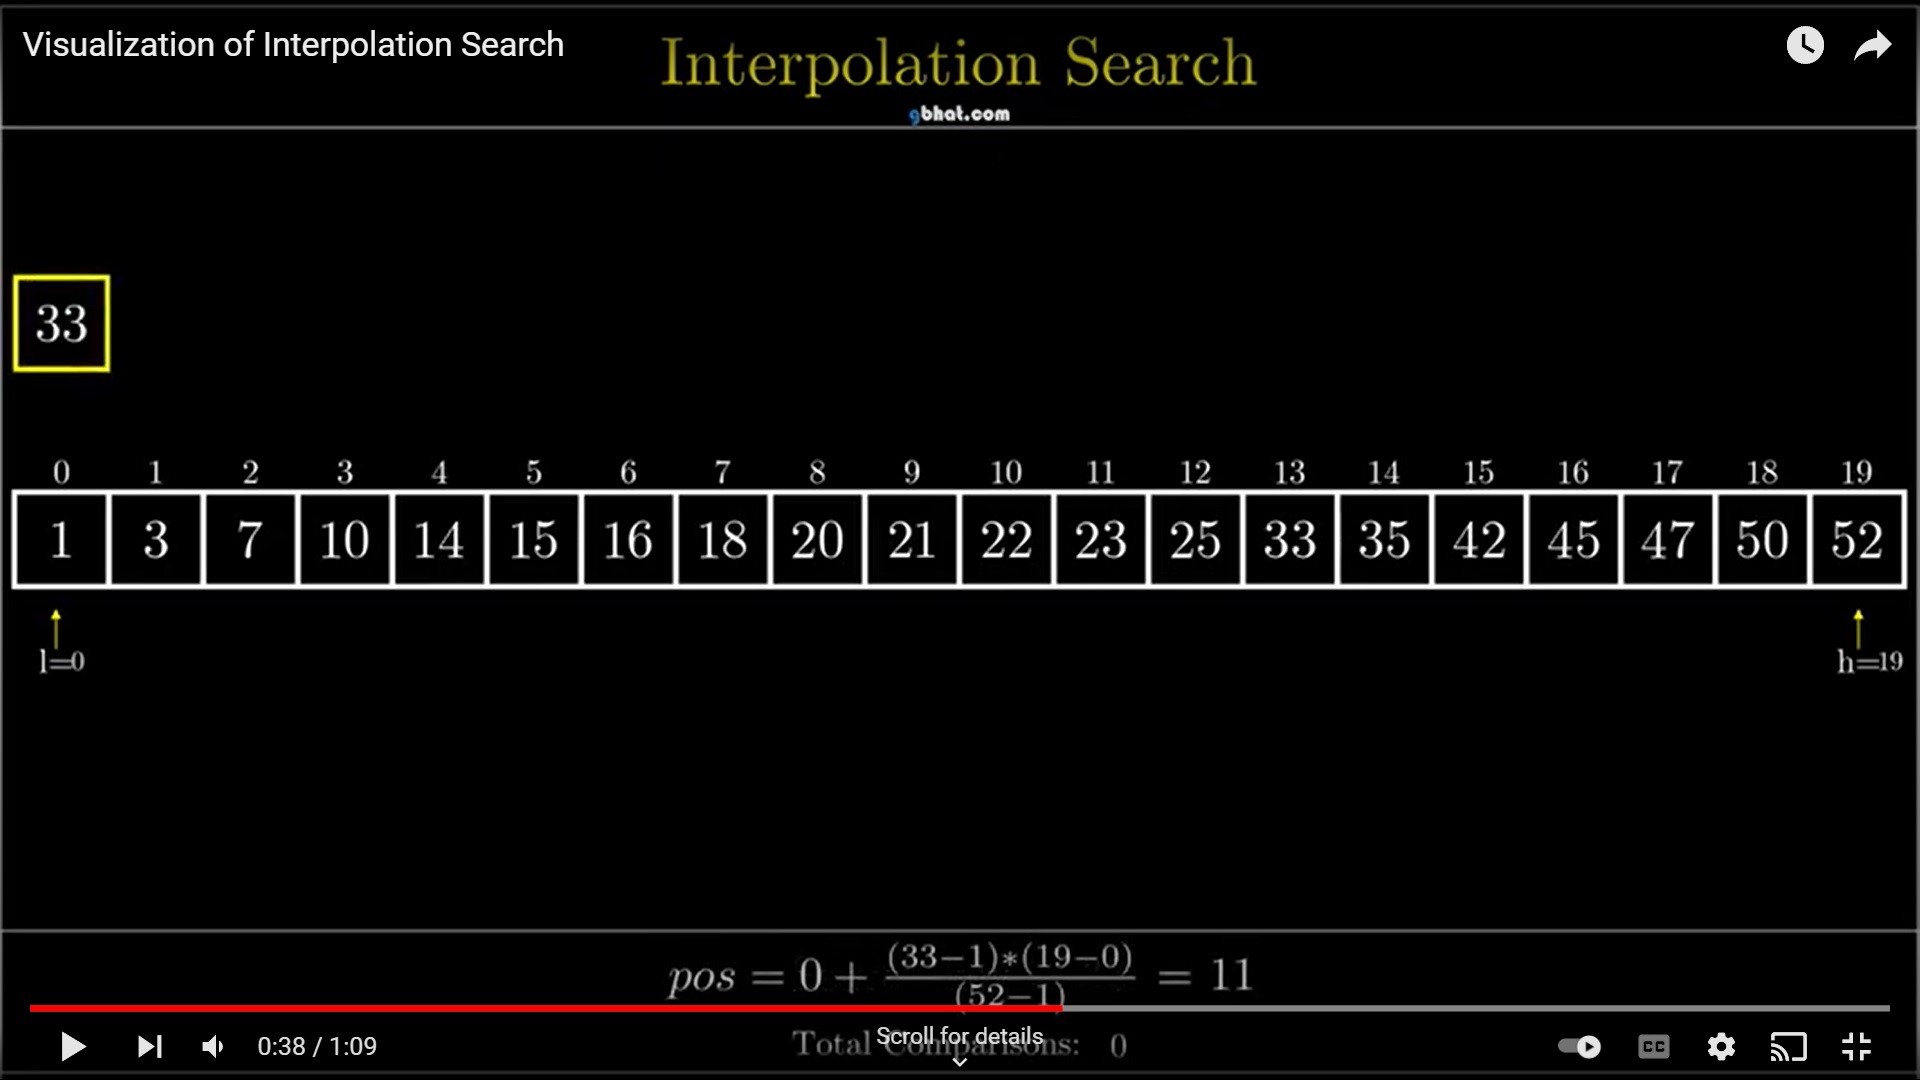 Visualization of Interpolation Search
Interpolation Search
gbhat.com
33
0 1 2 3 4 5 6 7 8 9 10 11 12 13 14 15 16 17 18 19
1 3 7 10 14 15 16 18 20 21 22 23 25 33 35 42 45 47 50 52
l=0 h=19
pos = 0 + (33−1)*(19−0) / (52−1) = 11
Scroll for details
Total Comparisons: 0
0:38 / 1:09
CC